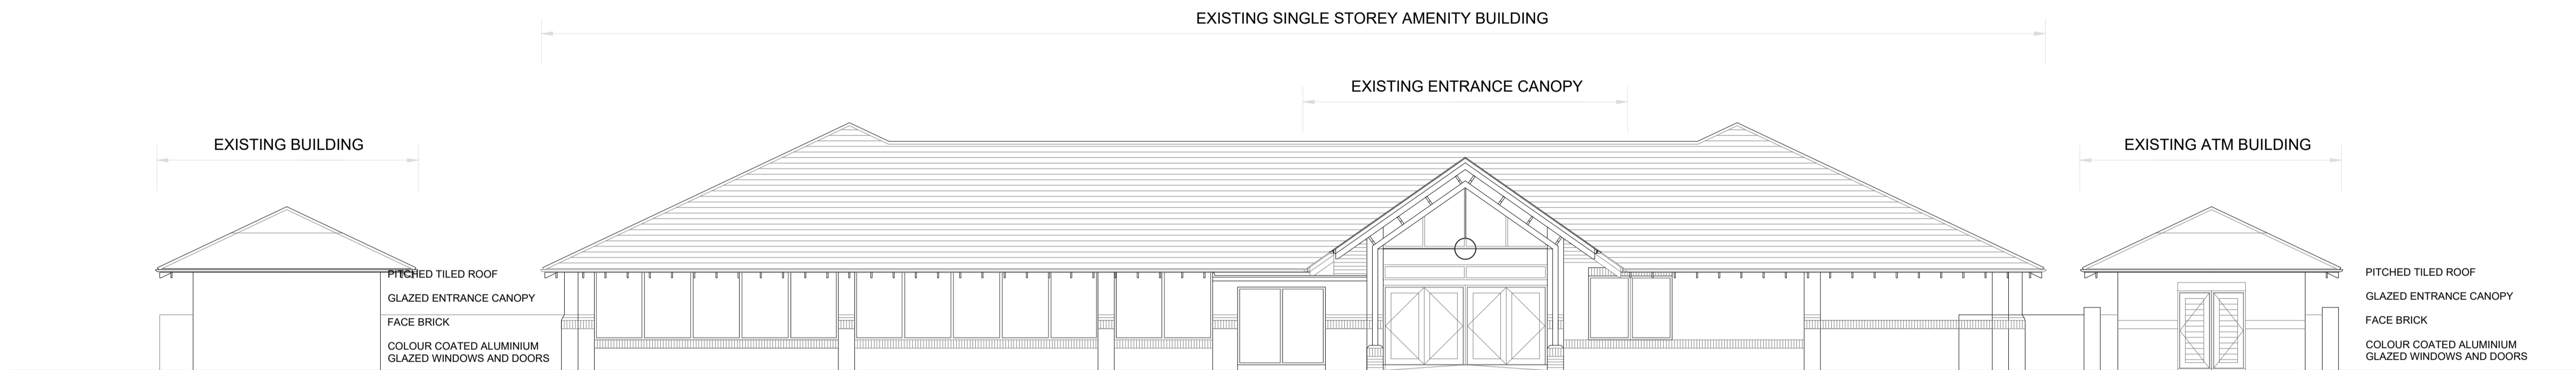 EXISTING SINGLE STOREY AMENITY BUILDING
EXISTING ENTRANCE CANOPY
EXISTING BUILDING
EXISTING ATM BUILDING
PITCHED TILED ROOF
GLAZED ENTRANCE CANOPY
FACE BRICK
COLOUR COATED ALUMINIUM
GLAZED WINDOWS AND DOORS
PITCHED TILED ROOF
GLAZED ENTRANCE CANOPY
FACE BRICK
COLOUR COATED ALUMINIUM
GLAZED WINDOWS AND DOORS